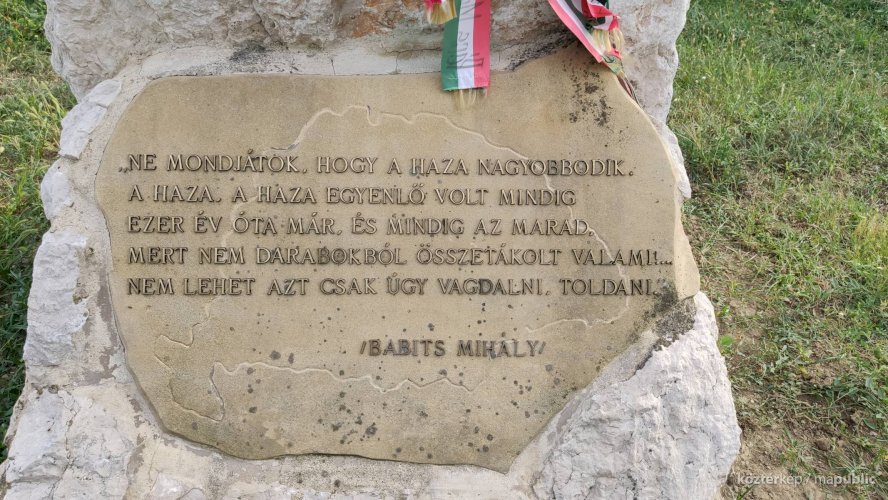 „NE MONDJÁTOK, HOGY A HAZA NAGYOBBODIK.
A HAZA, A HAZA EGYENLŐ VOLT MINDIG
EZER ÉV ÓTA MÁR, ÉS MINDIG AZ MARAD,
MERT NEM DARABOKBÓL ÖSSZETÁKOLT VALAMI!...
NEM LEHET AZT CSAK ÚGY VAGDALNI, TOLDANI."
/BABITS MIHÁLY/
köztérkép / mapublic